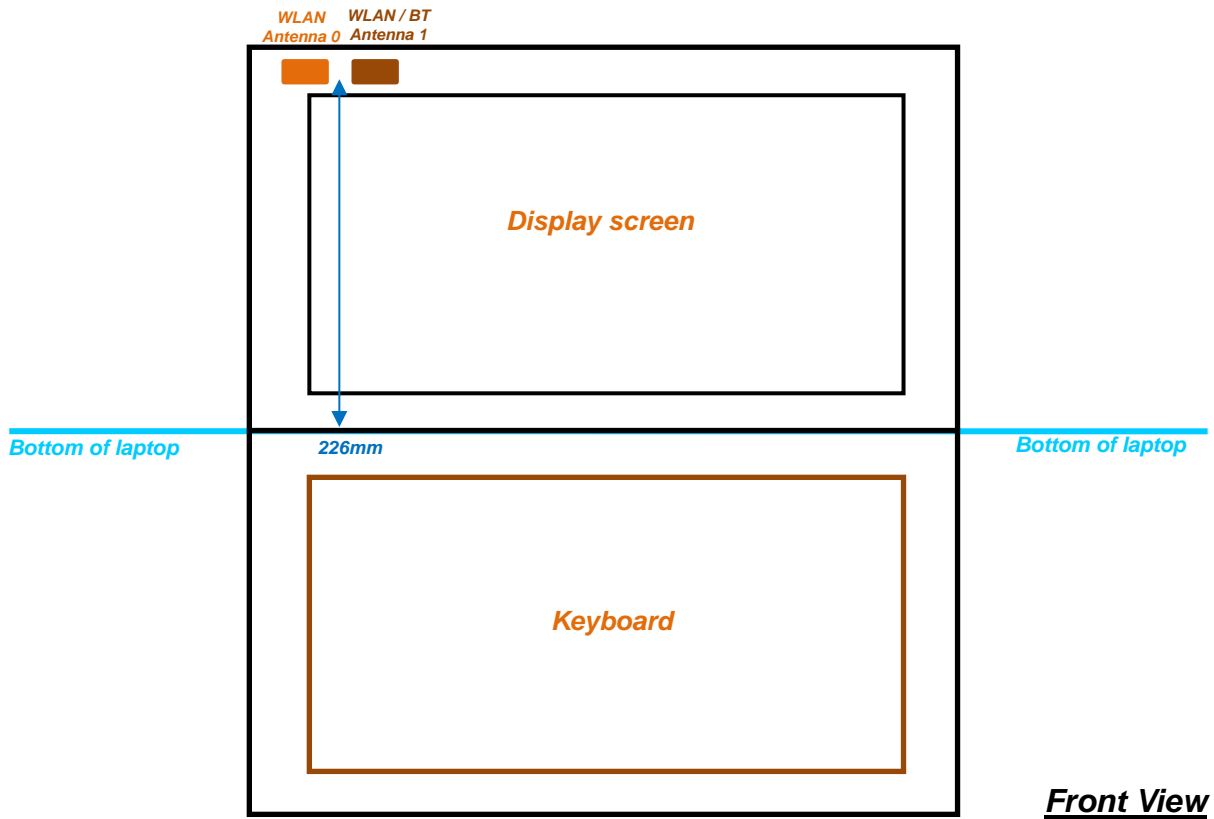 WLAN
Antenna 0
WLAN / BT
Antenna 1
Display screen
Bottom of laptop
226mm
Bottom of laptop
Keyboard
Front View